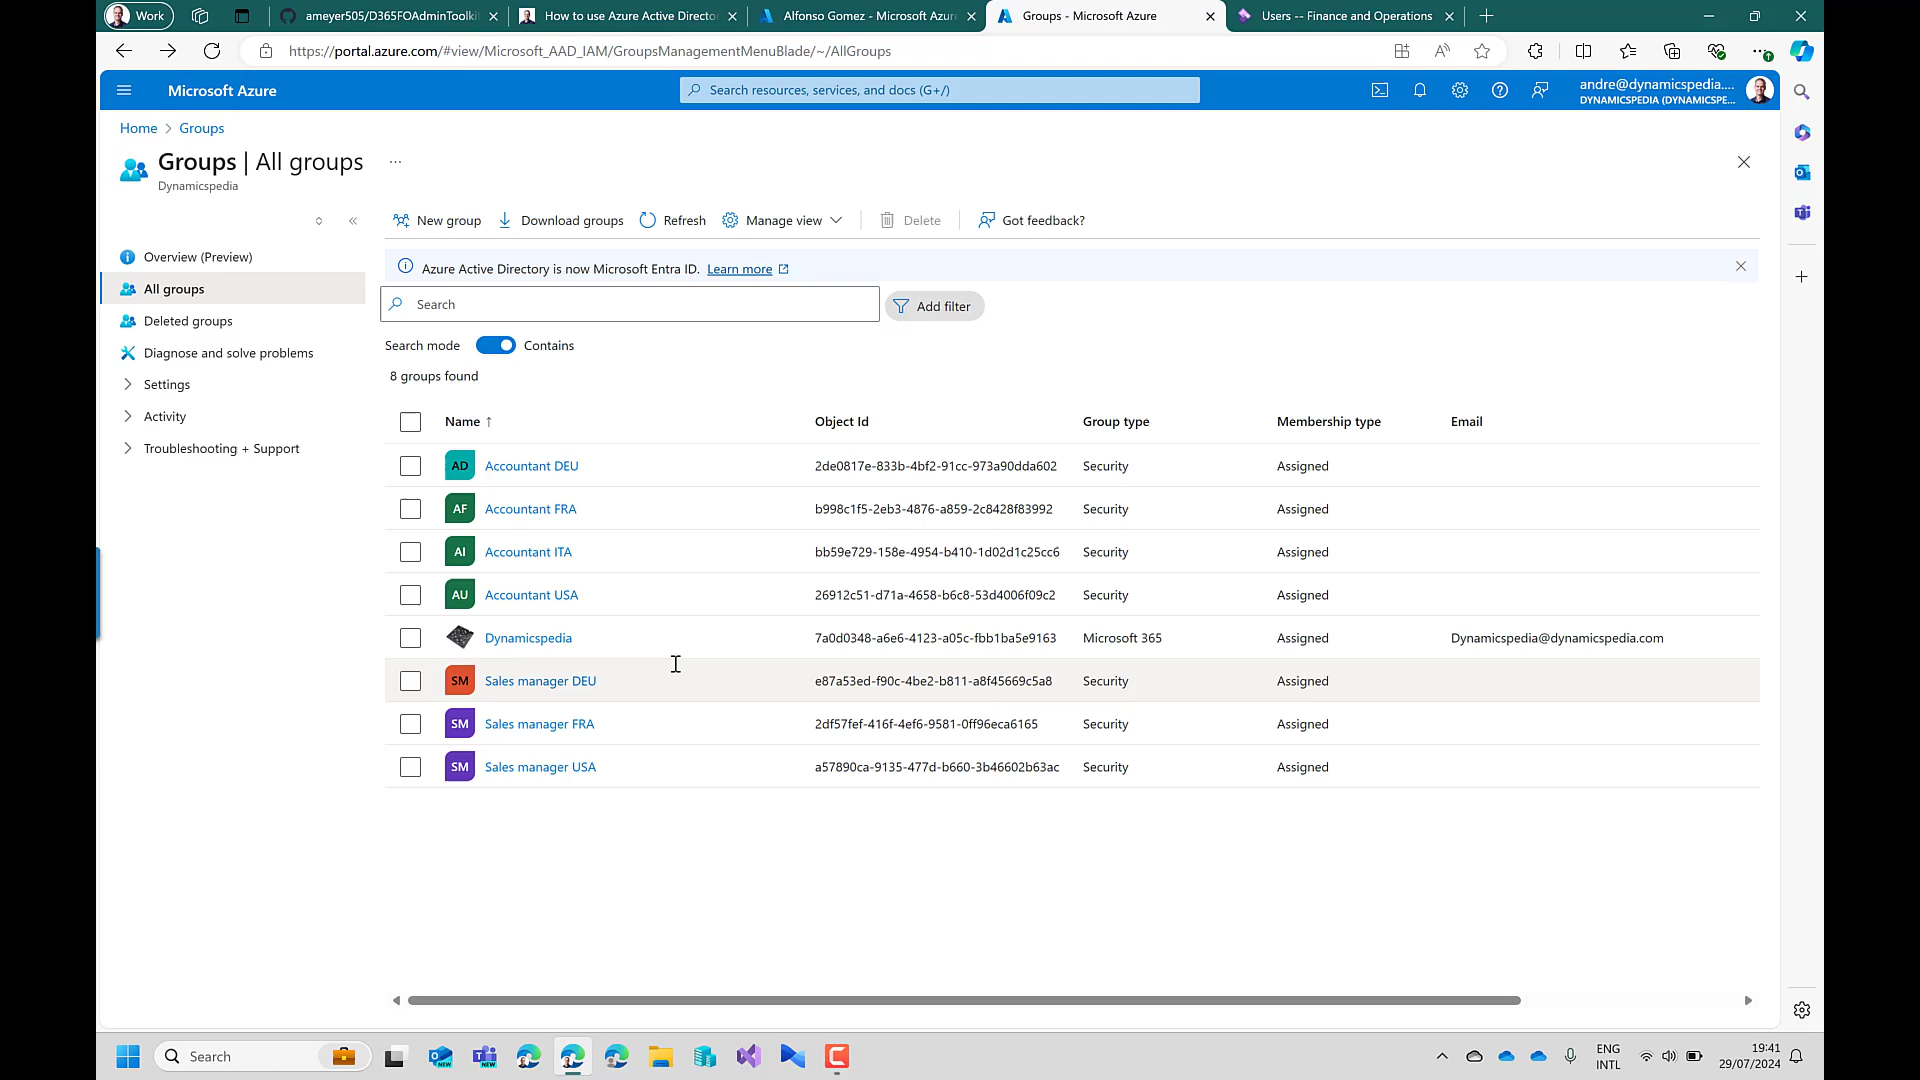 Work
ameyer505/D365FOAdminToolki
How to use Azure Active Directo
Alfonso Gomez - Microsoft Azure
Groups - Microsoft Azure
Users -- Finance and Operations
https://portal.azure.com/#view/Microsoft_AAD_IAM/GroupsManagementMenuBlade/~/AllGroups
Microsoft Azure
Search resources, services, and docs (G+/)
andre@dynamicspedia....
DYNAMICSPEDIA (DYNAMICSPE...
Home > Groups
Groups | All groups
Dynamicspedia
New group
Download groups
Refresh
Manage view
Delete
Got feedback?
Overview (Preview)
All groups
Deleted groups
Diagnose and solve problems
Settings
Activity
Troubleshooting + Support
Azure Active Directory is now Microsoft Entra ID. Learn more
Search
Add filter
Search mode Contains
8 groups found
Name ↑ Object Id Group type Membership type Email
AD Accountant DEU 2de0817e-833b-4bf2-91cc-973a90dda602 Security Assigned
AF Accountant FRA b998c1f5-2eb3-4876-a859-2c8428f83992 Security Assigned
AI Accountant ITA bb59e729-158e-4954-b410-1d02d1c25cc6 Security Assigned
AU Accountant USA 26912c51-d71a-4658-b6c8-53d4006f09c2 Security Assigned
Dynamicspedia 7a0d0348-a6e6-4123-a05c-fbb1ba5e9163 Microsoft 365 Assigned Dynamicspedia@dynamicspedia.com
SM Sales manager DEU e87a53ed-f90c-4be2-b811-a8f45669c5a8 Security Assigned
SM Sales manager FRA 2df57fef-416f-4ef6-9581-0ff96eca6165 Security Assigned
SM Sales manager USA a57890ca-9135-477d-b660-3b46602b63ac Security Assigned
Search
NEW
NEW
ENG
INTL
19:41
29/07/2024